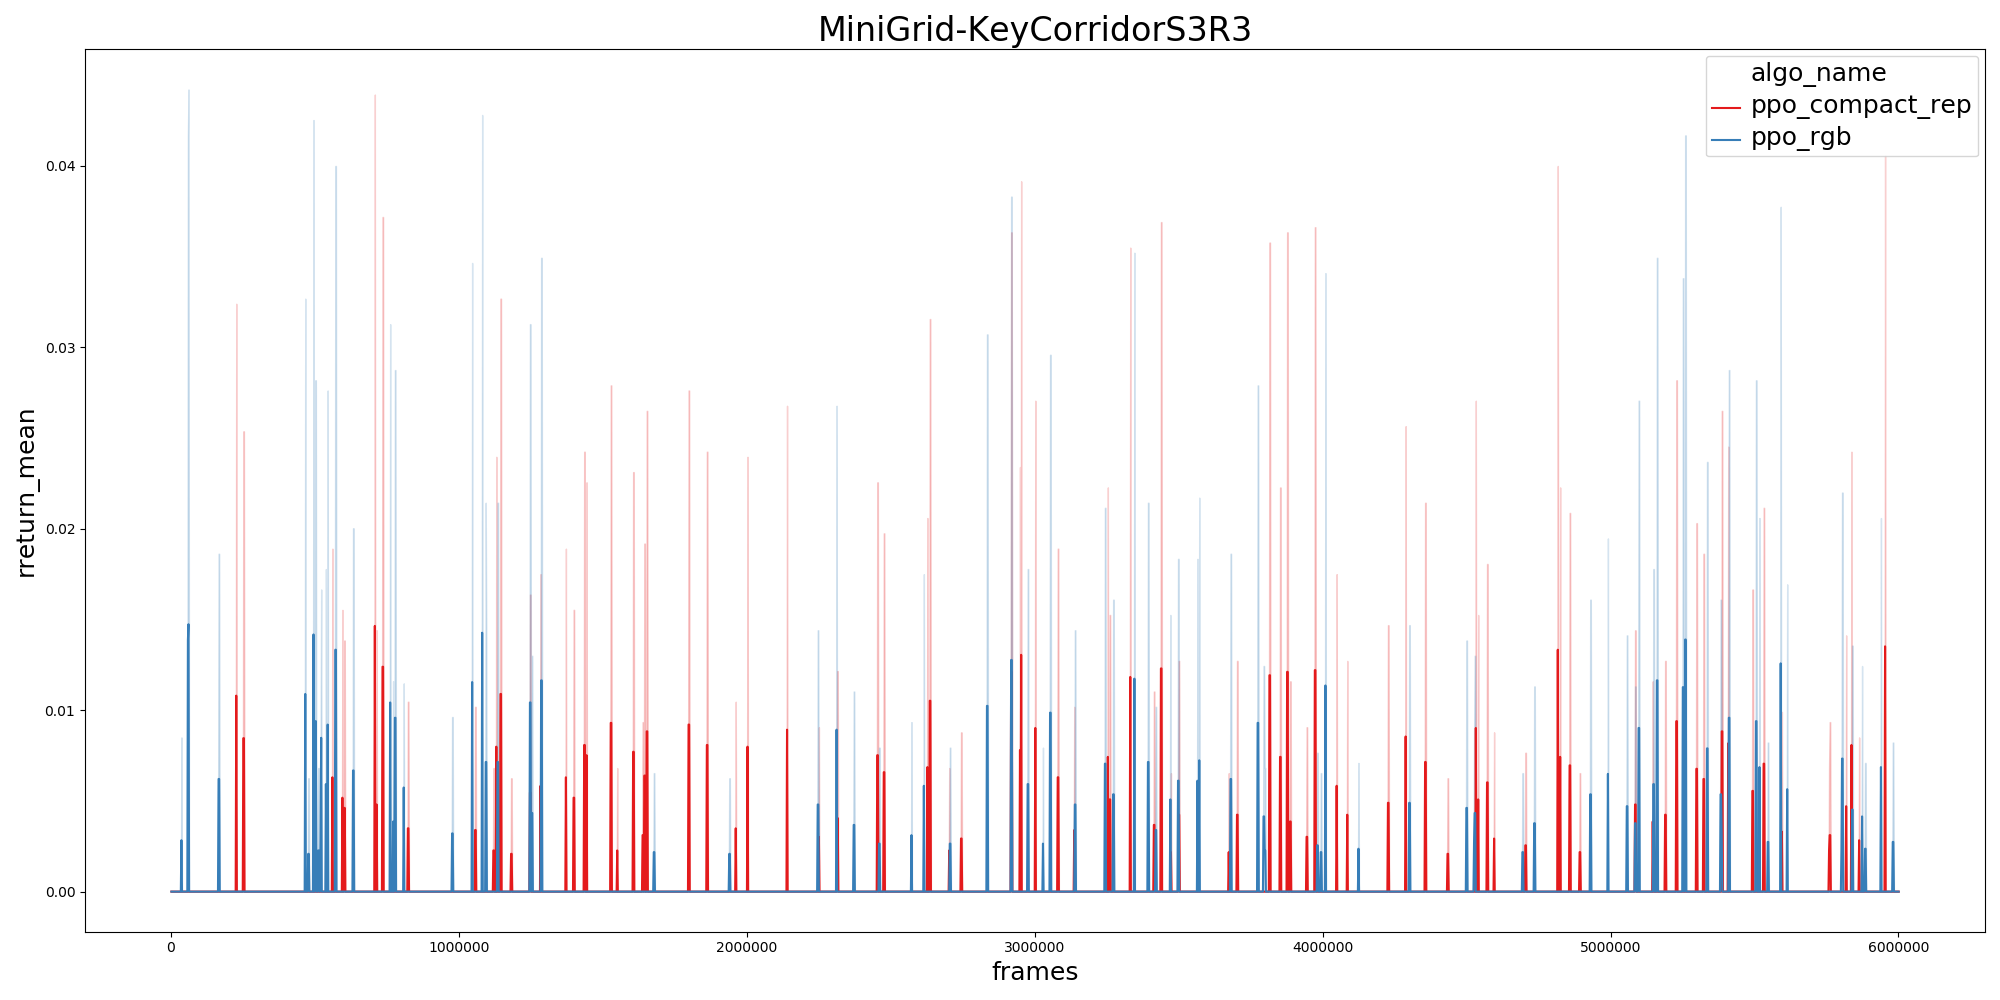 MiniGrid-KeyCorridorS3R3
algo_name
ppo_compact_rep
ppo_rgb
rreturn_mean
0.04
0.03
0.02
0.01
0.00
0
1000000
2000000
3000000
4000000
5000000
6000000
frames